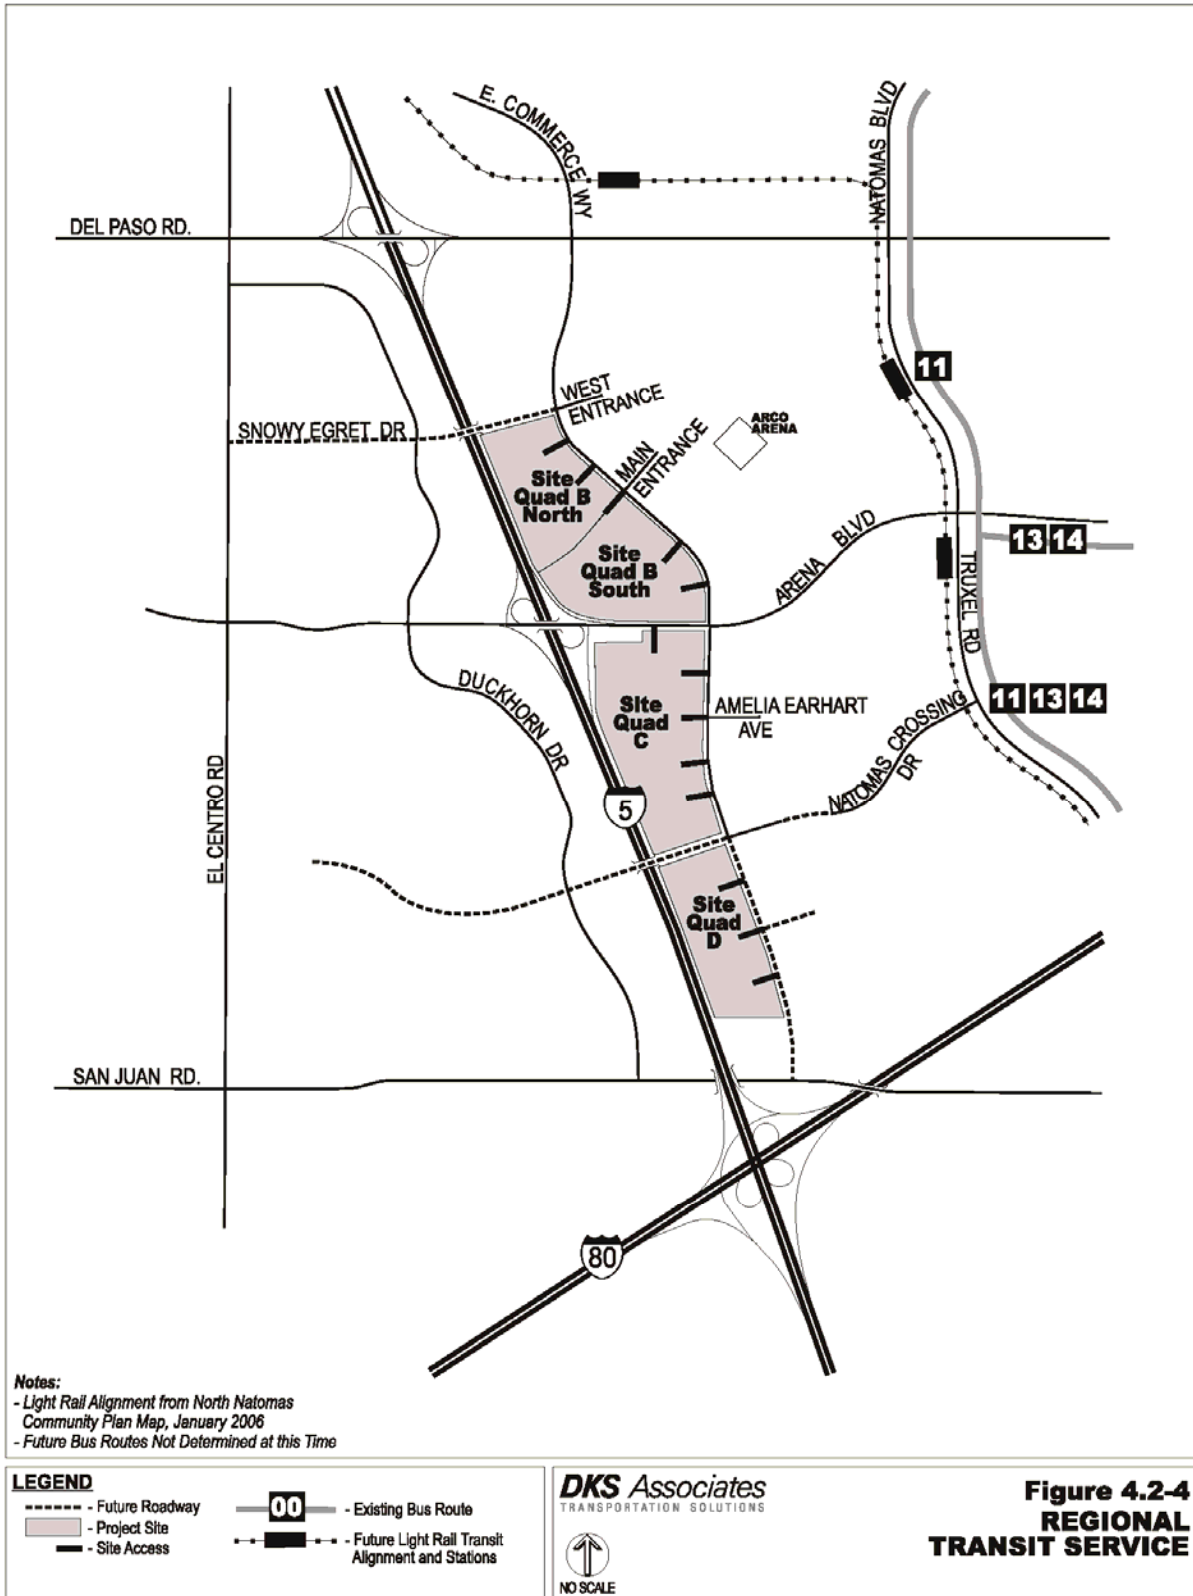 E. COMMERCE WY
NATOMAS BLVD
DEL PASO RD.
11
WEST
ENTRANCE
SNOWY EGRET DR
ARCO
ARENA
MAIN
ENTRANCE
Site
Quad B
North
ARENA BLVD
13 14
Site
Quad B
South
TRUXEL RD
DUCKHORN DR
Site
Quad
C
AMELIA EARHART
AVE
11 13 14
NATOMAS CROSSING
DR
EL CENTRO RD
5
Site
Quad
D
SAN JUAN RD.
80
Notes:
- Light Rail Alignment from North Natomas
Community Plan Map, January 2006
- Future Bus Routes Not Determined at this Time
LEGEND
- Future Roadway
- Project Site
- Site Access
00 - Existing Bus Route
- Future Light Rail Transit
Alignment and Stations
DKS Associates
TRANSPORTATION SOLUTIONS
NO SCALE
Figure 4.2-4
REGIONAL
TRANSIT SERVICE